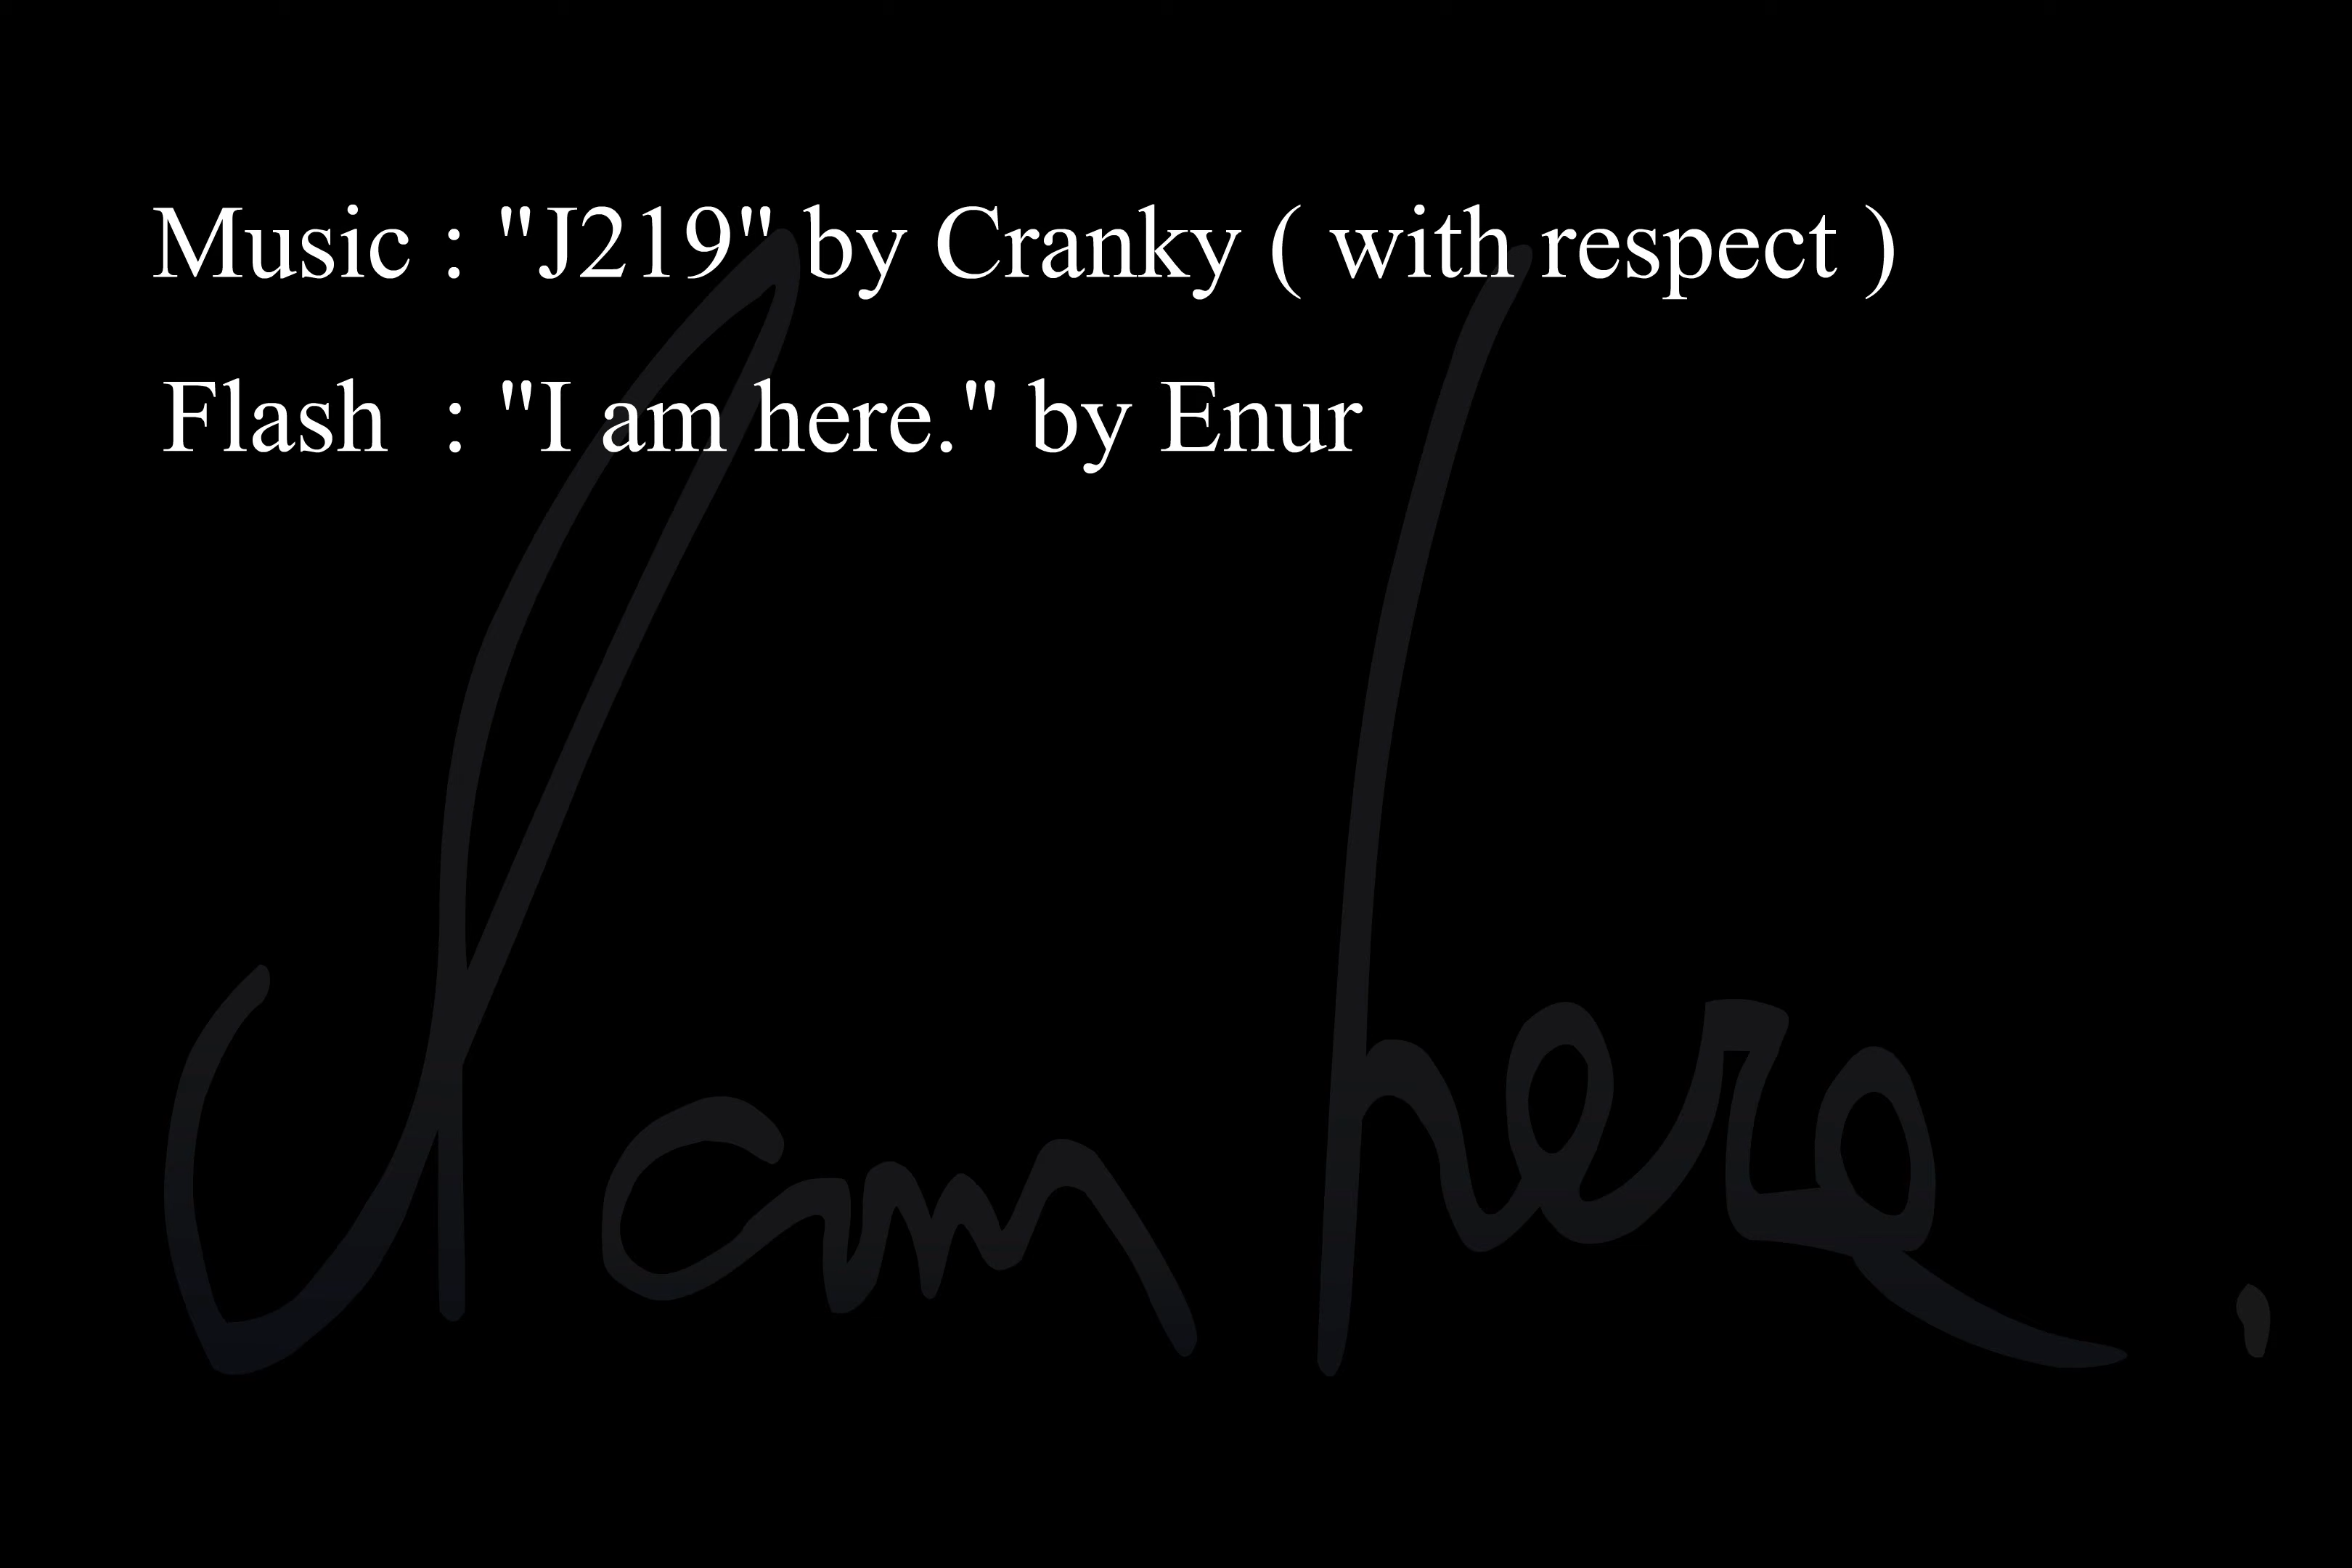 Music : "J219" by Cranky ( with respect )
Flash : "I am here. " by Enur
I am here.